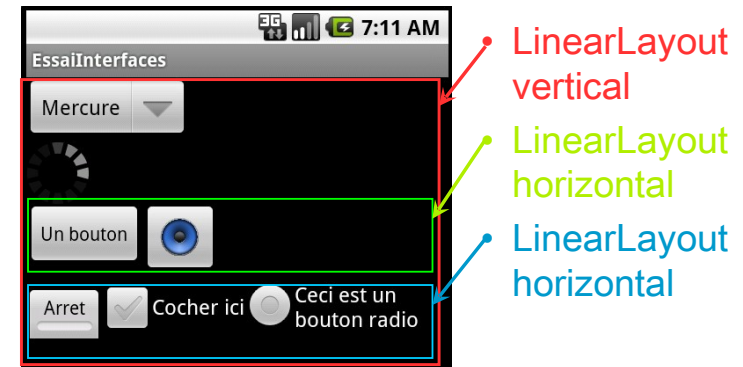 3G 7:11 AM
EssaiInterfaces
Mercure
Un bouton
Arret
Cocher ici
Ceci est un
bouton radio
LinearLayout
vertical
LinearLayout
horizontal
LinearLayout
horizontal